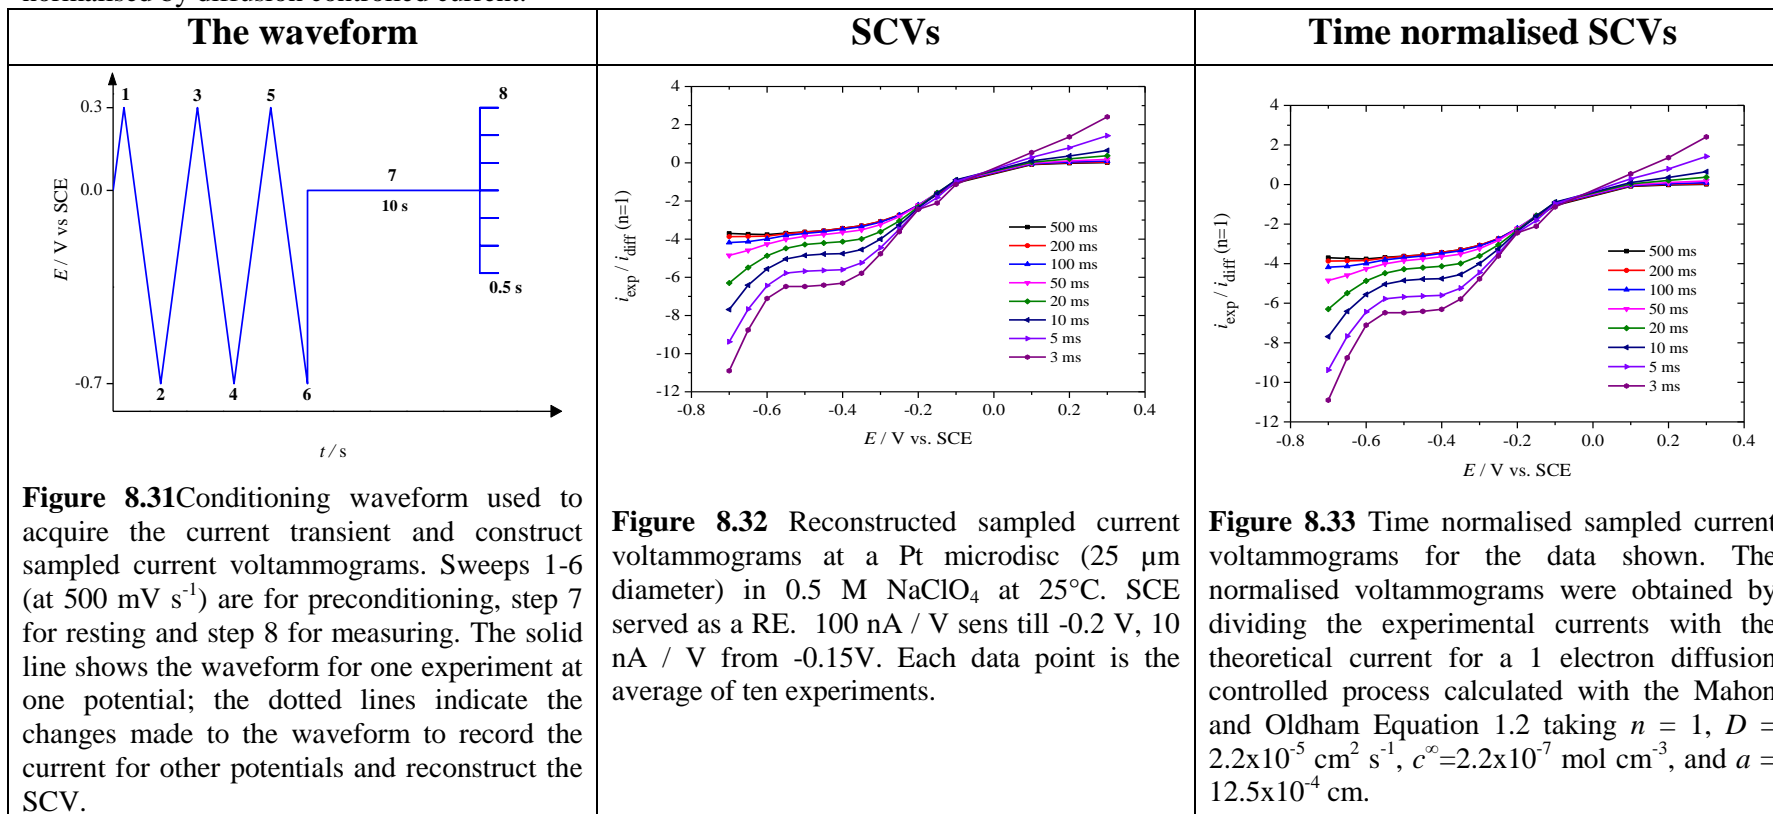 normalised by diffusion controlled current.
The waveform
SCVs
Time normalised SCVs
1
3
5
8
0.3
E / V vs SCE
0.0
7
10 s
0.5 s
-0.7
2
4
6
t / s
Figure 8.31Conditioning waveform used to
acquire the current transient and construct
sampled current voltammograms. Sweeps 1-6
(at 500 mV s-1) are for preconditioning, step 7
for resting and step 8 for measuring. The solid
line shows the waveform for one experiment at
one potential; the dotted lines indicate the
changes made to the waveform to record the
current for other potentials and reconstruct the
SCV.
4
2
0
-2
-4
-6
-8
-10
-12
iexp / idiff (n=1)
500 ms
200 ms
100 ms
50 ms
20 ms
10 ms
5 ms
3 ms
-0.8 -0.6 -0.4 -0.2 0.0 0.2 0.4
E / V vs. SCE
Figure 8.32 Reconstructed sampled current
voltammograms at a Pt microdisc (25 µm
diameter) in 0.5 M NaClO4 at 25°C. SCE
served as a RE. 100 nA / V sens till -0.2 V, 10
nA / V from -0.15V. Each data point is the
average of ten experiments.
4
2
0
-2
-4
-6
-8
-10
-12
iexp / idiff (n=1)
500 ms
200 ms
100 ms
50 ms
20 ms
10 ms
5 ms
3 ms
-0.8 -0.6 -0.4 -0.2 0.0 0.2 0.4
E / V vs. SCE
Figure 8.33 Time normalised sampled current
voltammograms for the data shown. The
normalised voltammograms were obtained by
dividing the experimental currents with the
theoretical current for a 1 electron diffusion
controlled process calculated with the Mahon
and Oldham Equation 1.2 taking n = 1, D =
2.2x10-5 cm2 s-1, c∞=2.2x10-7 mol cm-3, and a =
12.5x10-4 cm.